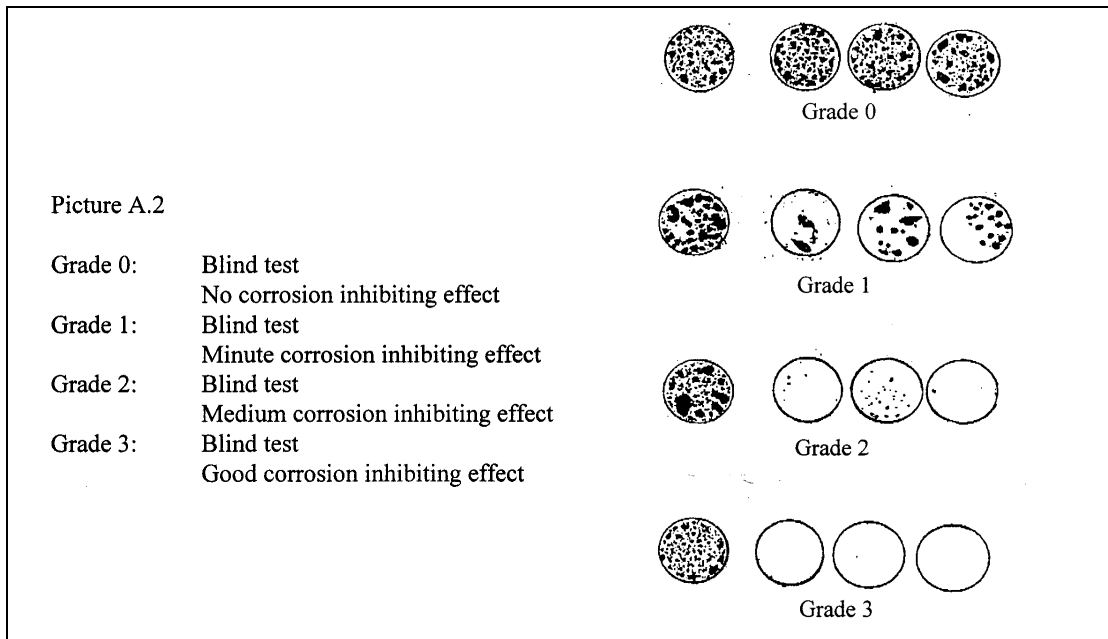 Picture A.2
Grade 0: Blind test
No corrosion inhibiting effect
Grade 1: Blind test
Minute corrosion inhibiting effect
Grade 2: Blind test
Medium corrosion inhibiting effect
Grade 3: Blind test
Good corrosion inhibiting effect
Grade 0
Grade 1
Grade 2
Grade 3